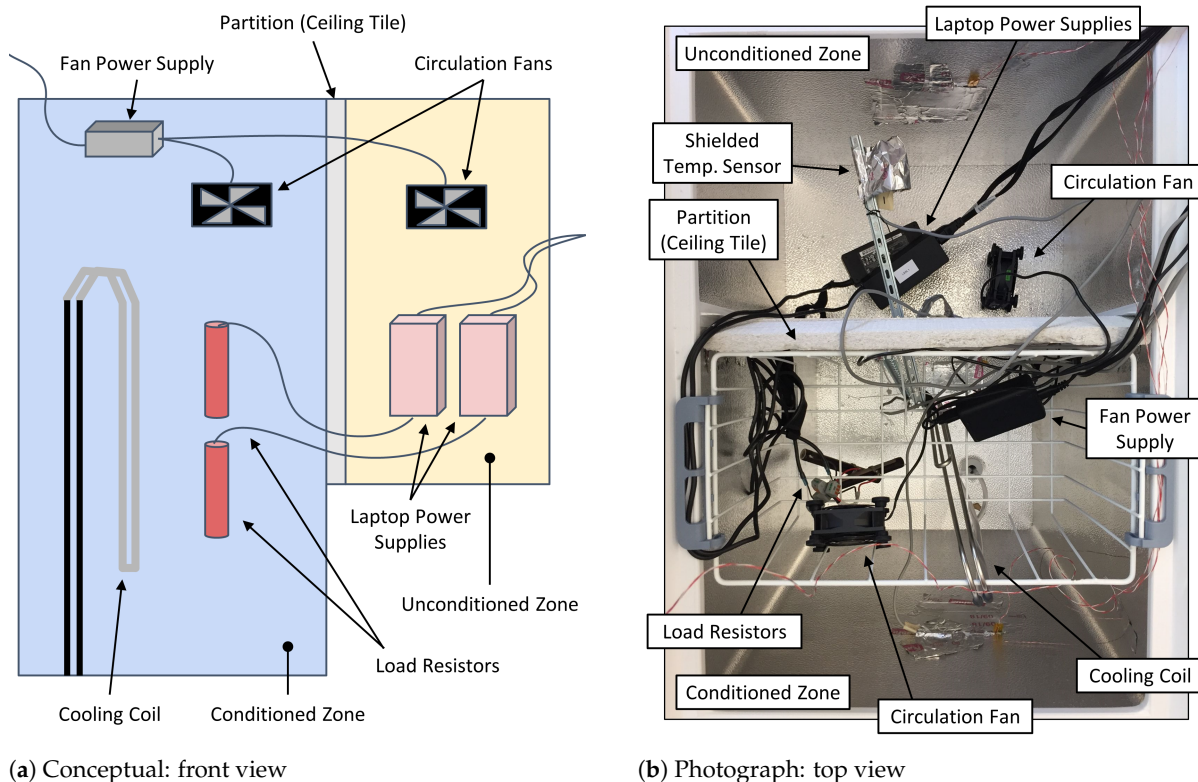 Partition (Ceiling Tile)
Fan Power Supply
Circulation Fans
Laptop Power
Supplies
Unconditioned Zone
Load Resistors
Cooling Coil
Conditioned Zone
(a) Conceptual: front view
Unconditioned Zone
Laptop Power Supplies
Shielded
Temp. Sensor
Circulation Fan
Partition
(Ceiling Tile)
Fan Power
Supply
Load Resistors
Cooling Coil
Conditioned Zone
Circulation Fan
(b) Photograph: top view